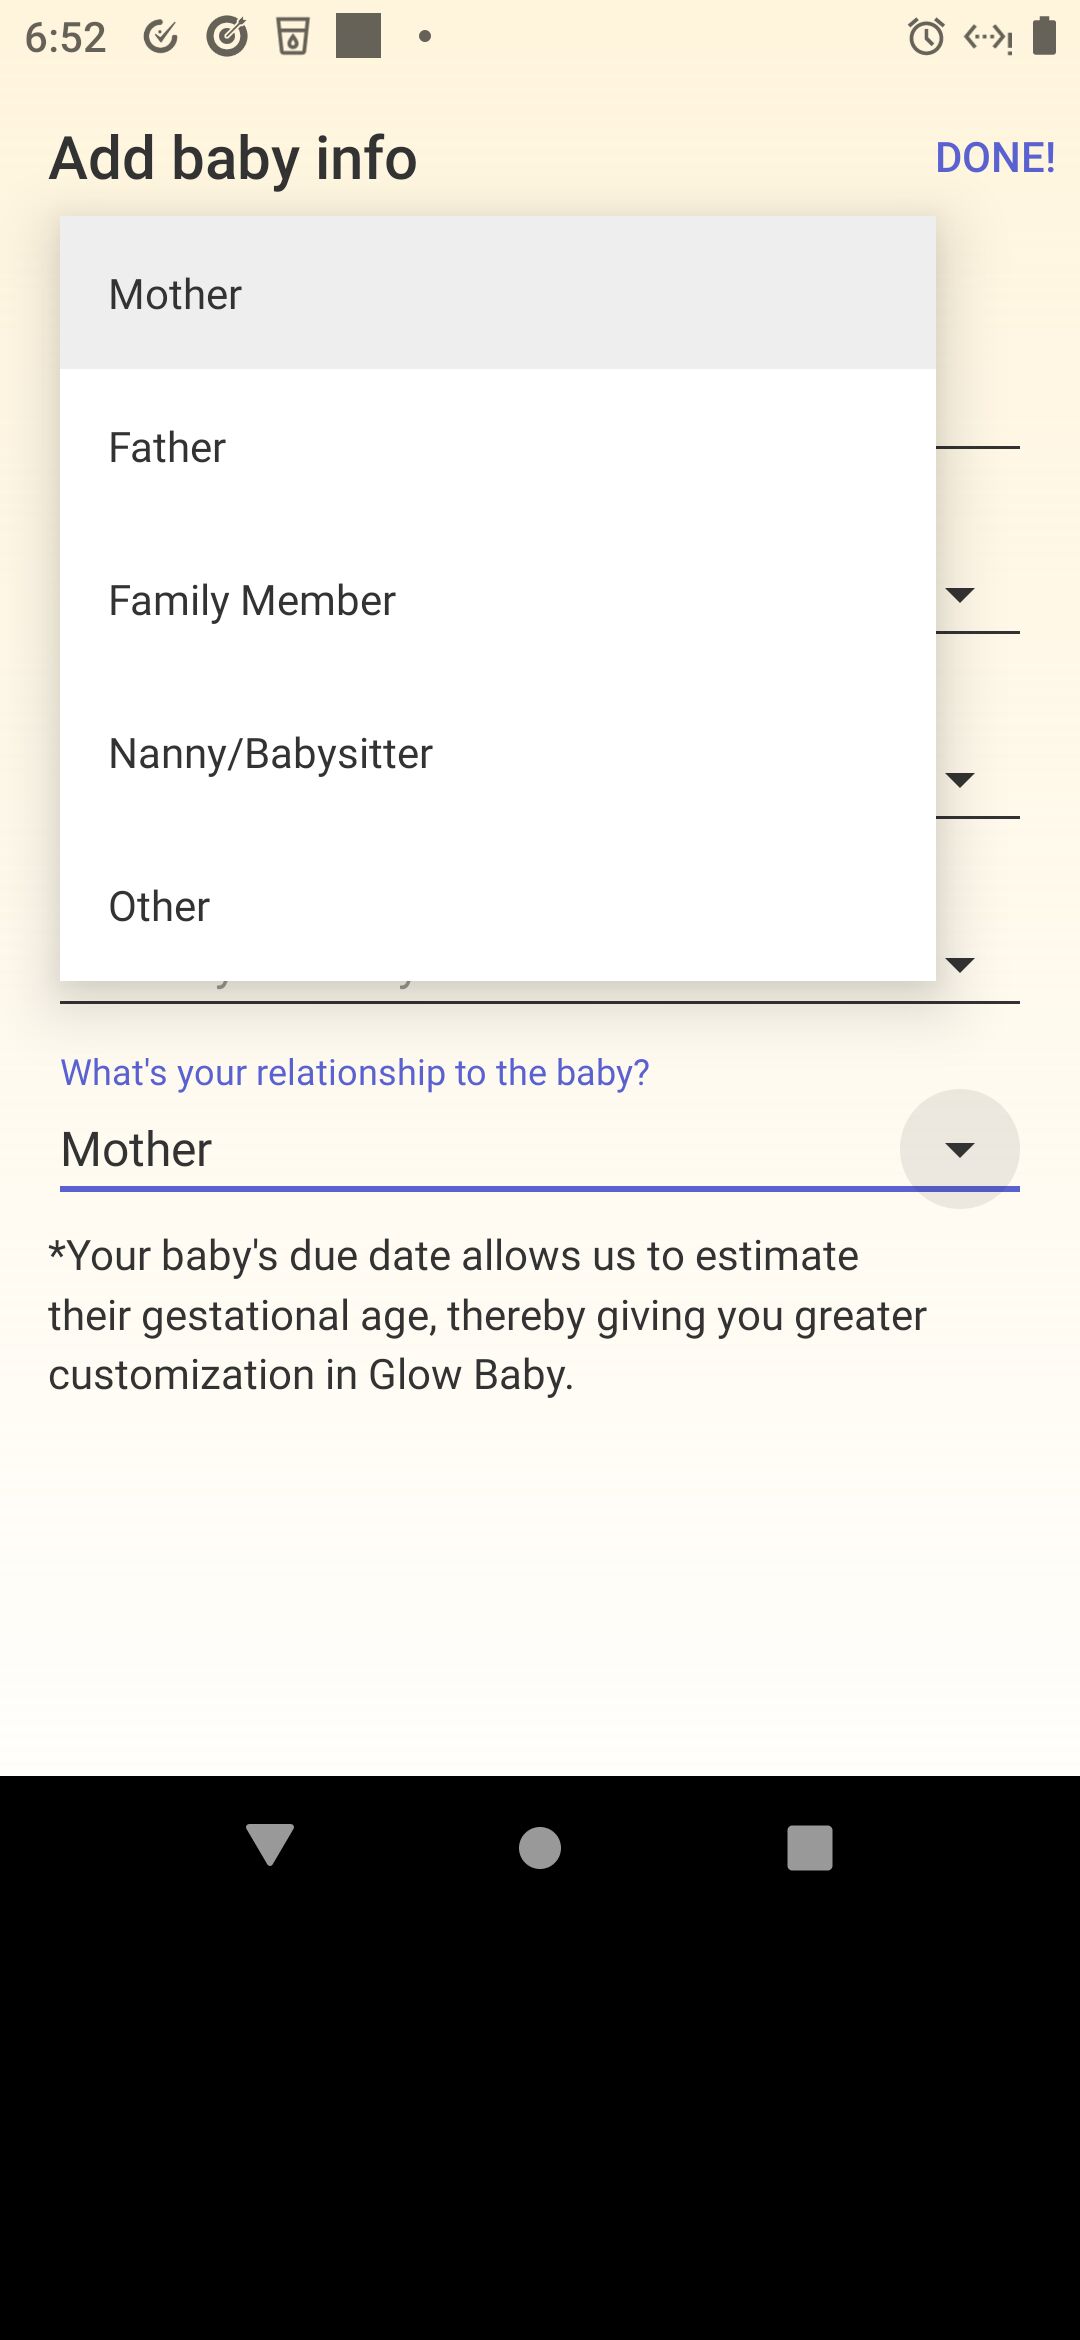 6:52
Add baby info
DONE!
Mother
Father
Family Member
Nanny/Babysitter
Other
What's your relationship to the baby?
Mother
*Your baby's due date allows us to estimate
their gestational age, thereby giving you greater
customization in Glow Baby.